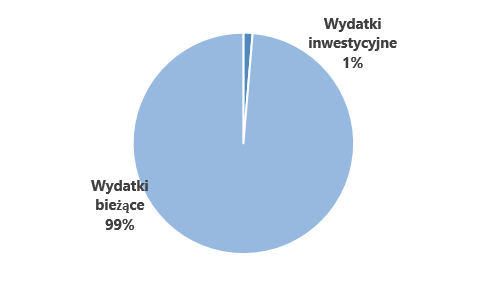 Wydatki
inwestycyjne
1%
Wydatki
bieżące
99%